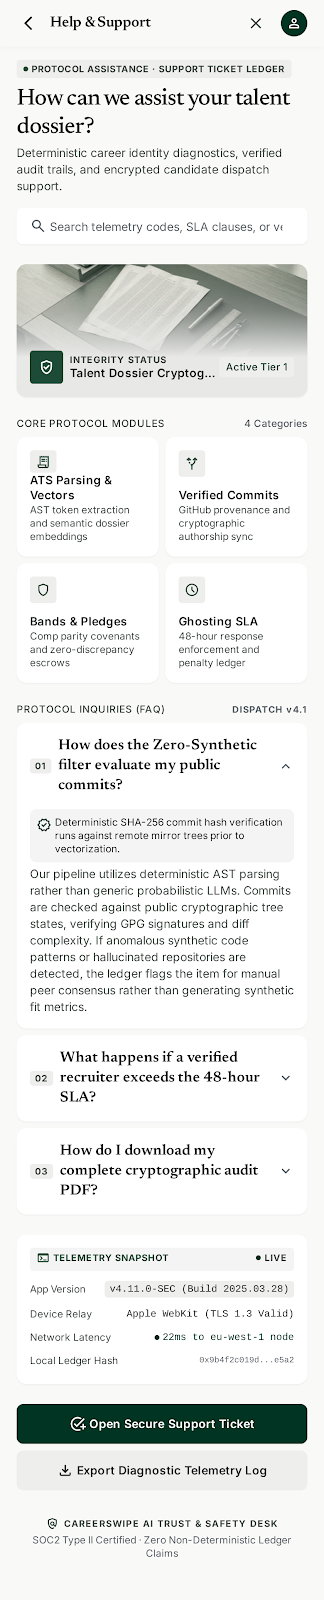 Help & Support
PROTOCOL ASSISTANCE · SUPPORT TICKET LEDGER
How can we assist your talent
dossier?
Deterministic career identity diagnostics, verified
audit trails, and encrypted candidate dispatch
support.
Search telemetry codes, SLA clauses, or ve
INTEGRITY STATUS
Talent Dossier Cryptog...
Active Tier 1
CORE PROTOCOL MODULES
4 Categories
ATS Parsing &
Vectors
AST token extraction
and semantic dossier
embeddings
Verified Commits
GitHub provenance and
cryptographic
authorship sync
Bands & Pledges
Comp parity covenants
and zero-discrepancy
escrows
Ghosting SLA
48-hour response
enforcement and
penalty ledger
PROTOCOL INQUIRIES (FAQ)
DISPATCH v4.1
01
How does the Zero-Synthetic
filter evaluate my public
commits?
Deterministic SHA-256 commit hash verification
runs against remote mirror trees prior to
vectorization.
Our pipeline utilizes deterministic AST parsing
rather than generic probabilistic LLMs. Commits
are checked against public cryptographic tree
states, verifying GPG signatures and diff
complexity. If anomalous synthetic code
patterns or hallucinated repositories are
detected, the ledger flags the item for manual
peer consensus rather than generating synthetic
fit metrics.
02
What happens if a verified
recruiter exceeds the 48-hour
SLA?
03
How do I download my
complete cryptographic audit
PDF?
TELEMETRY SNAPSHOT
LIVE
App Version
v4.11.0-SEC (Build 2025.03.28)
Device Relay
Apple WebKit (TLS 1.3 Valid)
Network Latency
22ms to eu-west-1 node
Local Ledger Hash
0x9b4f2c019d...e5a2
Open Secure Support Ticket
Export Diagnostic Telemetry Log
CAREERSWIPE AI TRUST & SAFETY DESK
SOC2 Type II Certified · Zero Non-Deterministic Ledger
Claims